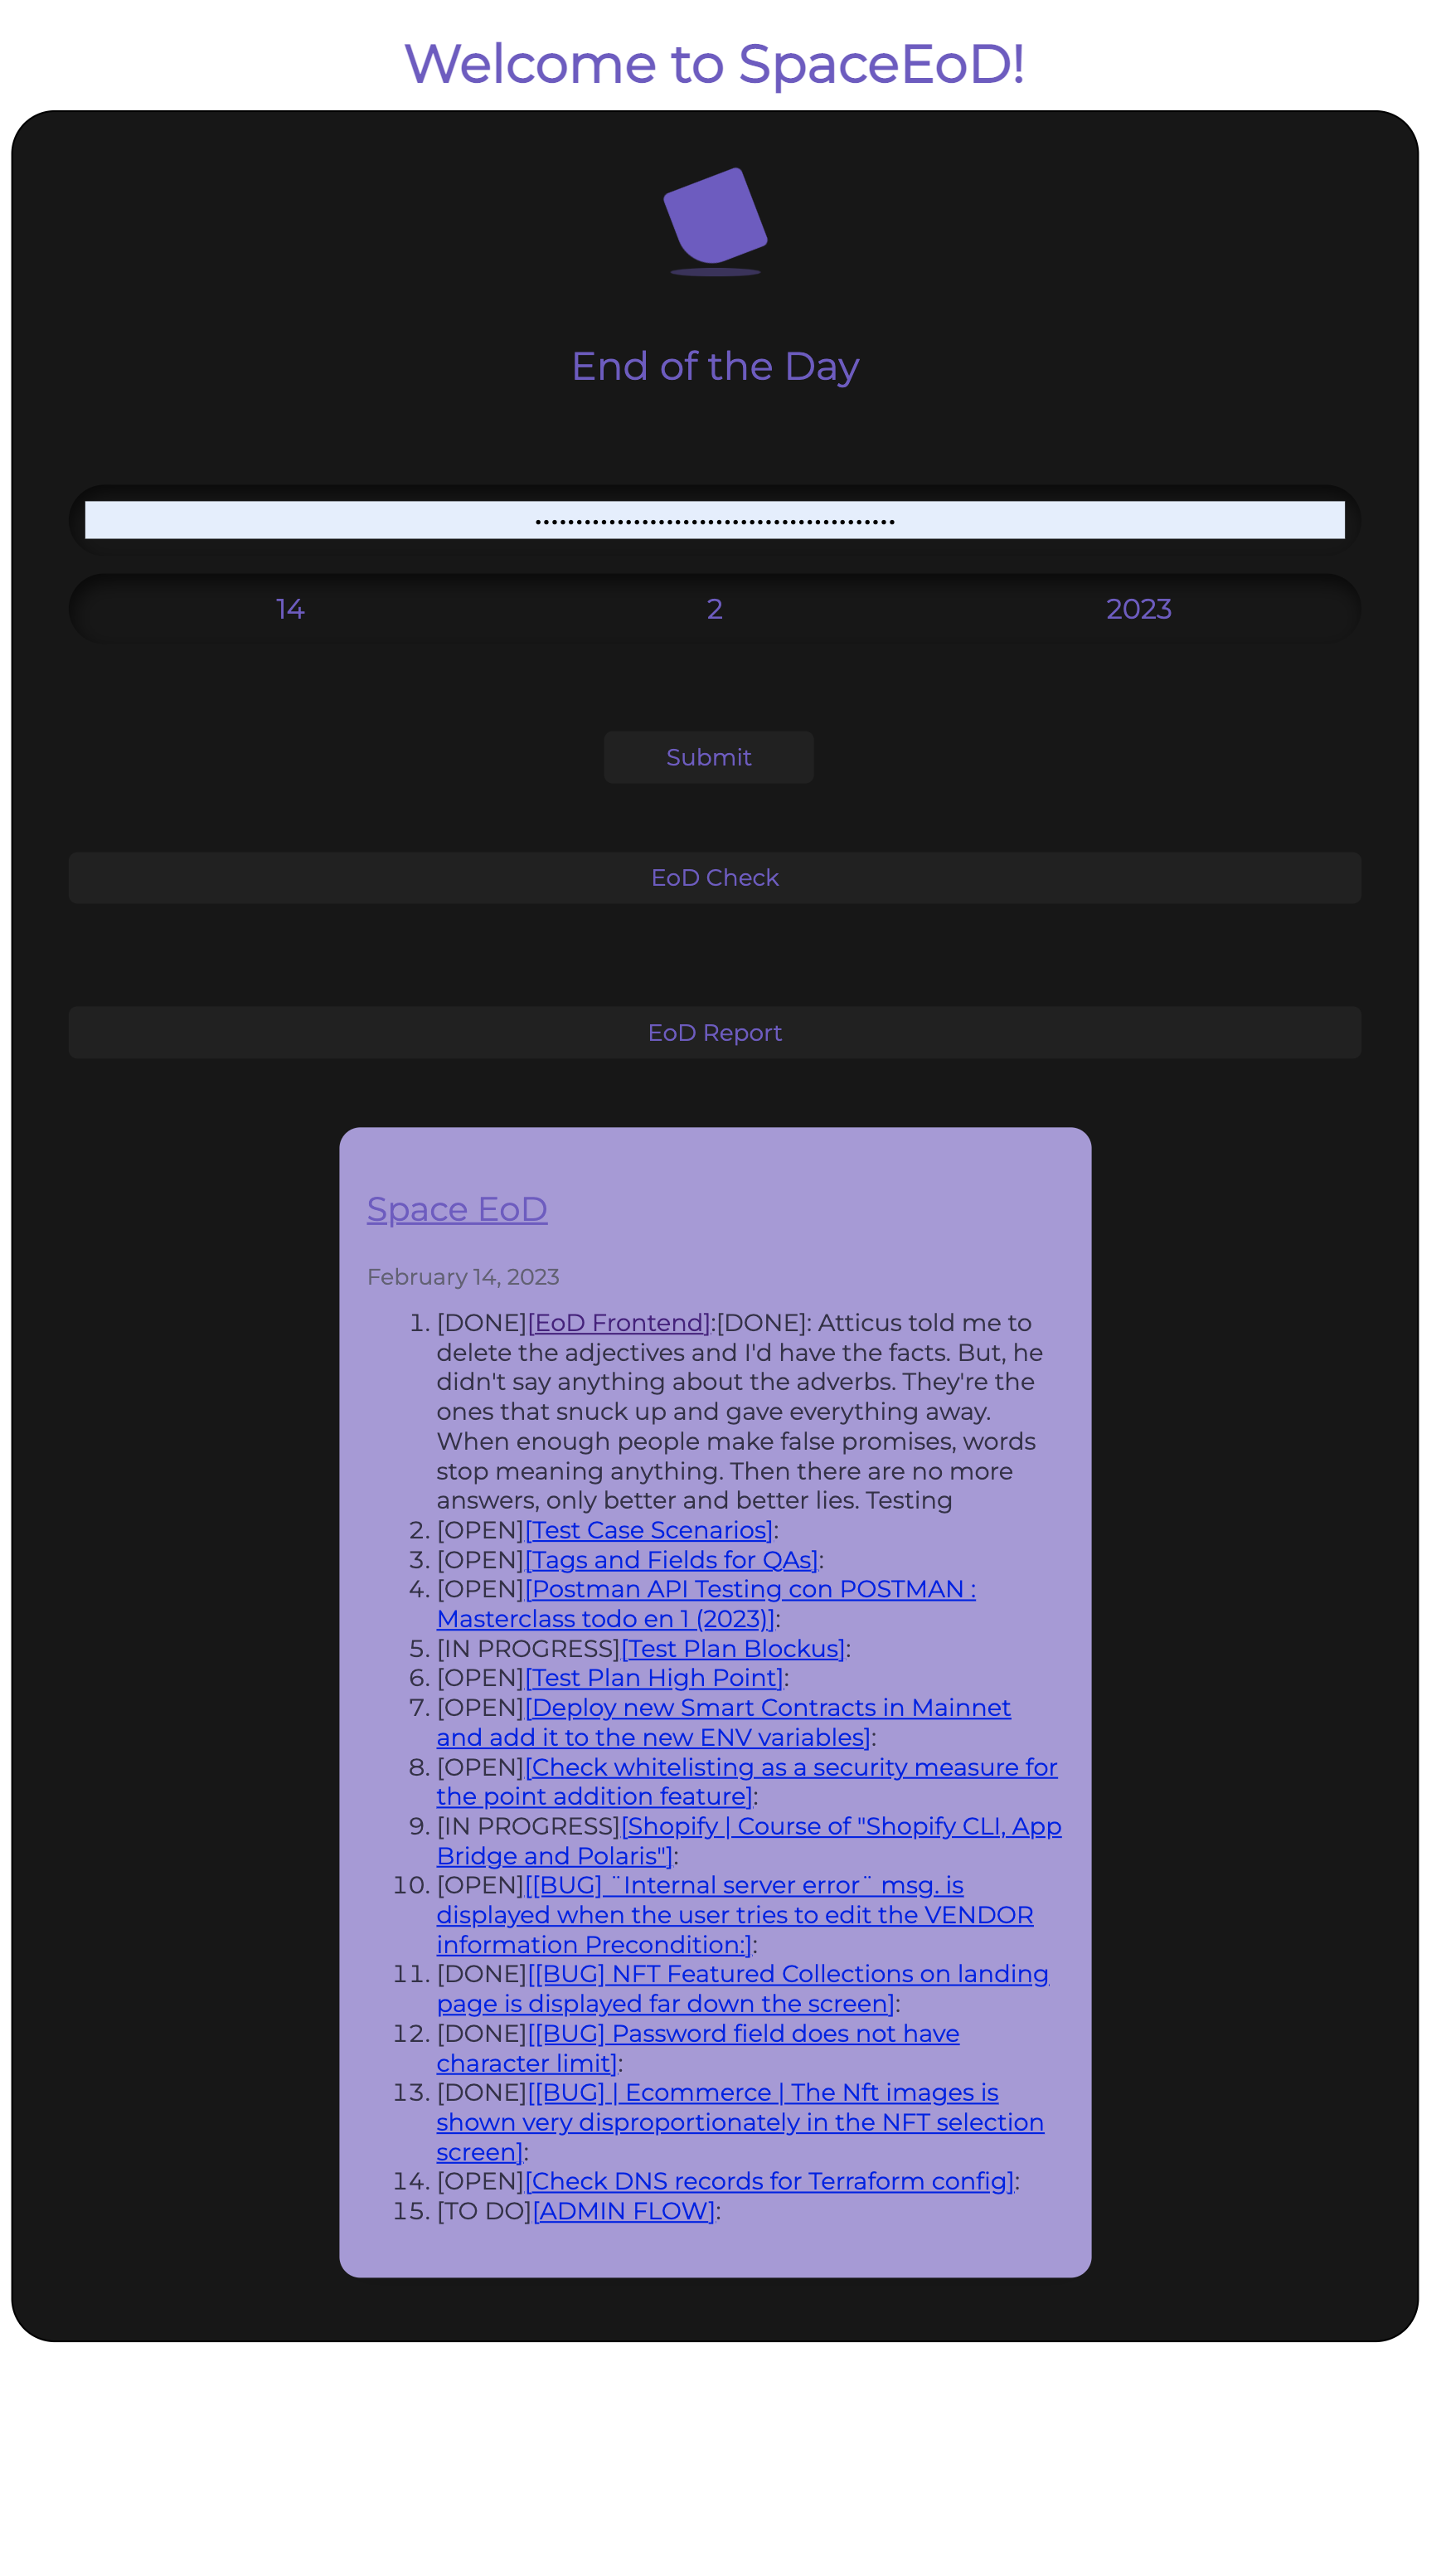 Welcome to SpaceEoD!
End of the Day
••••••••••••••••••••••••••••••••••••••••••••
14 2 2023
Submit
EoD Check
EoD Report
Space EoD
February 14, 2023
1. [DONE][EoD Frontend]:[DONE]: Atticus told me to
delete the adjectives and I'd have the facts. But, he
didn't say anything about the adverbs. They're the
ones that snuck up and gave everything away.
When enough people make false promises, words
stop meaning anything. Then there are no more
answers, only better and better lies. Testing
2. [OPEN][Test Case Scenarios]:
3. [OPEN][Tags and Fields for QAs]:
4. [OPEN][Postman API Testing con POSTMAN :
Masterclass todo en 1 (2023)]:
5. [IN PROGRESS][Test Plan Blockus]:
6. [OPEN][Test Plan High Point]:
7. [OPEN][Deploy new Smart Contracts in Mainnet
and add it to the new ENV variables]:
8. [OPEN][Check whitelisting as a security measure for
the point addition feature]:
9. [IN PROGRESS][Shopify | Course of "Shopify CLI, App
Bridge and Polaris"]:
10. [OPEN][[BUG] ¨Internal server error¨ msg. is
displayed when the user tries to edit the VENDOR
information Precondition:]:
11. [DONE][[BUG] NFT Featured Collections on landing
page is displayed far down the screen]:
12. [DONE][[BUG] Password field does not have
character limit]:
13. [DONE][[BUG] | Ecommerce | The Nft images is
shown very disproportionately in the NFT selection
screen]:
14. [OPEN][Check DNS records for Terraform config]:
15. [TO DO][ADMIN FLOW]: